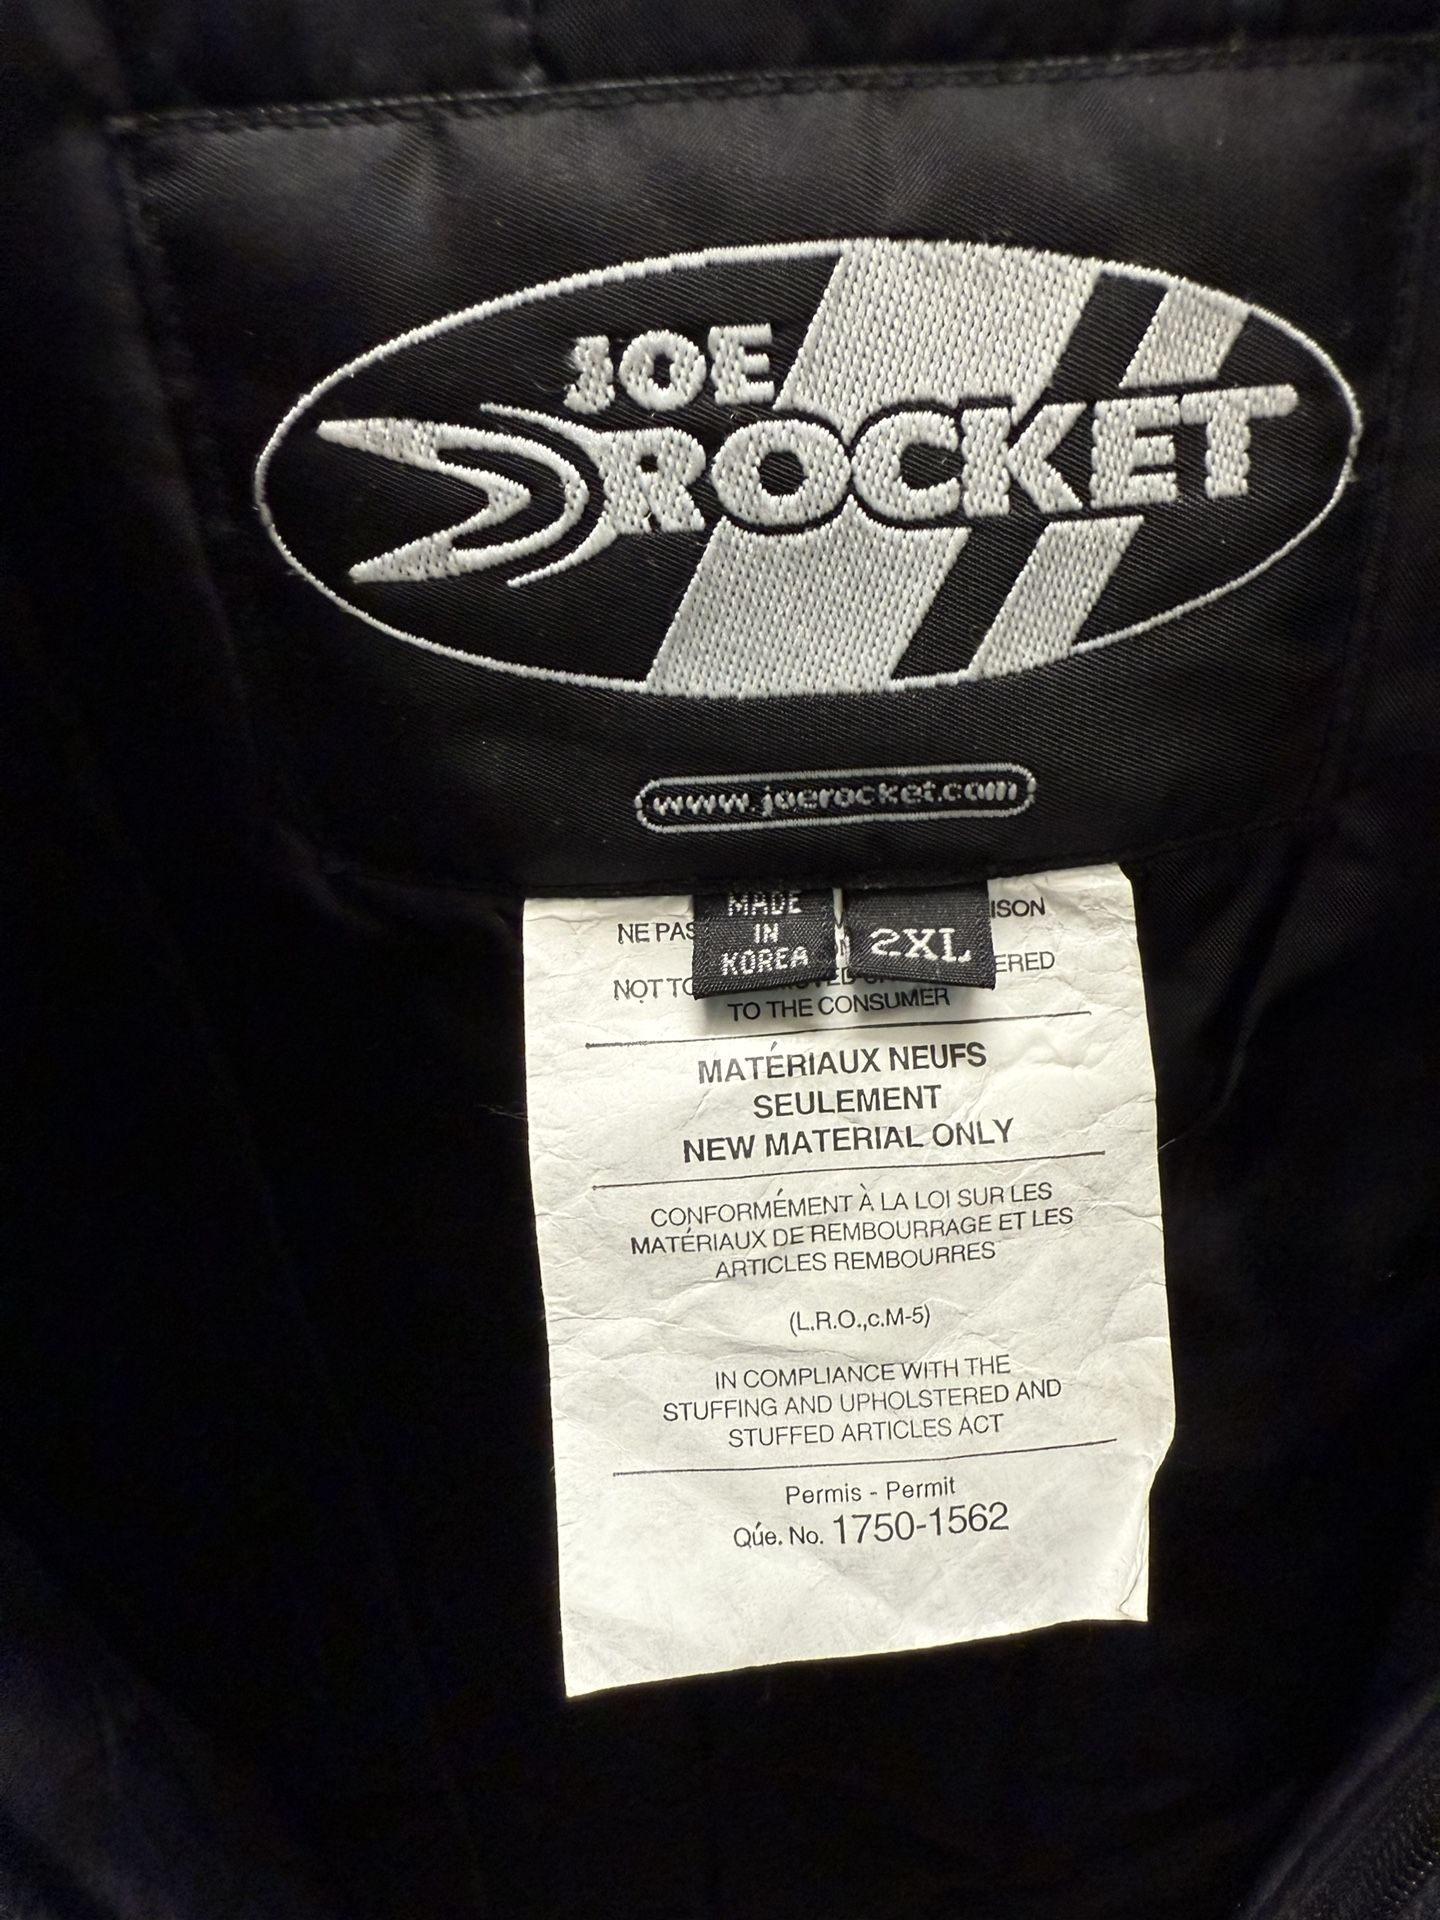 JOE
ROCKET
www.joerocket.com
MADE
IN
KOREA
2XL
NE PAS ISON
NOT TO ERED
TO THE CONSUMER
MATÉRIAUX NEUFS
SEULEMENT
NEW MATERIAL ONLY
CONFORMÉMENT À LA LOI SUR LES
MATÉRIAUX DE REMBOURRAGE ET LES
ARTICLES REMBOURRES
(L.R.O.,c.M-5)
IN COMPLIANCE WITH THE
STUFFING AND UPHOLSTERED AND
STUFFED ARTICLES ACT
Permis - Permit
Qúe. No. 1750-1562